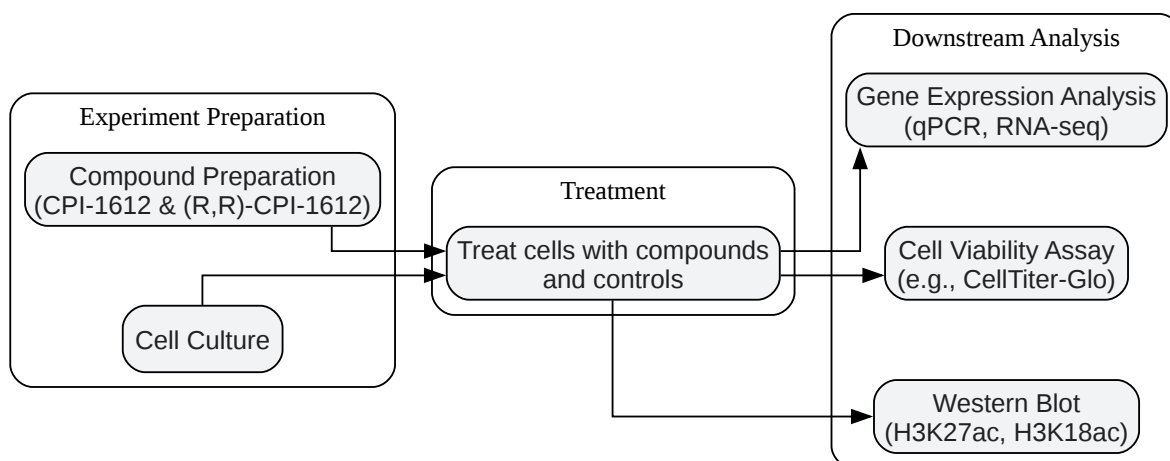 Experiment Preparation
Compound Preparation
(CPI-1612 & (R,R)-CPI-1612)
Cell Culture
Treatment
Treat cells with compounds
and controls
Downstream Analysis
Gene Expression Analysis
(qPCR, RNA-seq)
Cell Viability Assay
(e.g., CellTiter-Glo)
Western Blot
(H3K27ac, H3K18ac)